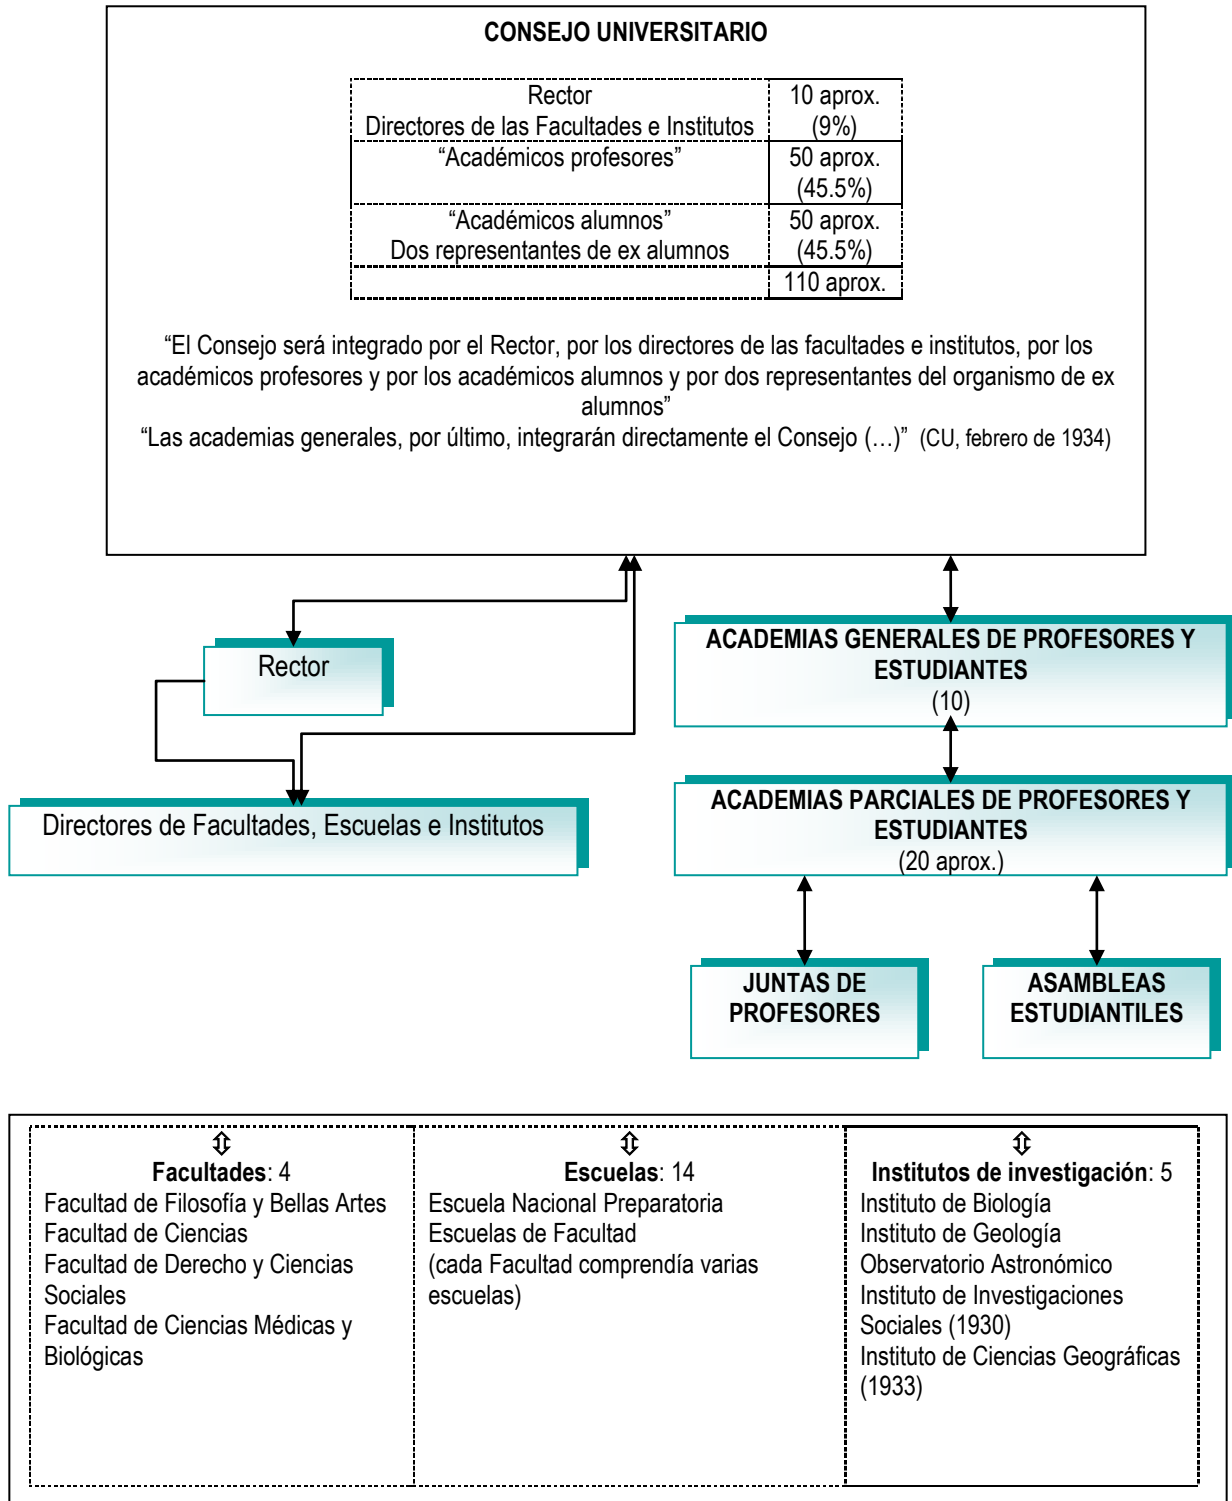 CONSEJO UNIVERSITARIO
Rector
Directores de las Facultades e Institutos
10 aprox.
(9%)
“Académicos profesores”
50 aprox.
(45.5%)
“Académicos alumnos”
Dos representantes de ex alumnos
50 aprox.
(45.5%)
110 aprox.
“El Consejo será integrado por el Rector, por los directores de las facultades e institutos, por los
académicos profesores y por los académicos alumnos y por dos representantes del organismo de ex
alumnos”
“Las academias generales, por último, integrarán directamente el Consejo (…)” (CU, febrero de 1934)
Rector
Directores de Facultades, Escuelas e Institutos
ACADEMIAS GENERALES DE PROFESORES Y
ESTUDIANTES
(10)
ACADEMIAS PARCIALES DE PROFESORES Y
ESTUDIANTES
(20 aprox.)
JUNTAS DE
PROFESORES
ASAMBLEAS
ESTUDIANTILES
Facultades: 4
Facultad de Filosofía y Bellas Artes
Facultad de Ciencias
Facultad de Derecho y Ciencias
Sociales
Facultad de Ciencias Médicas y
Biológicas
Escuelas: 14
Escuela Nacional Preparatoria
Escuelas de Facultad
(cada Facultad comprendía varias
escuelas)
Institutos de investigación: 5
Instituto de Biología
Instituto de Geología
Observatorio Astronómico
Instituto de Investigaciones
Sociales (1930)
Instituto de Ciencias Geográficas
(1933)